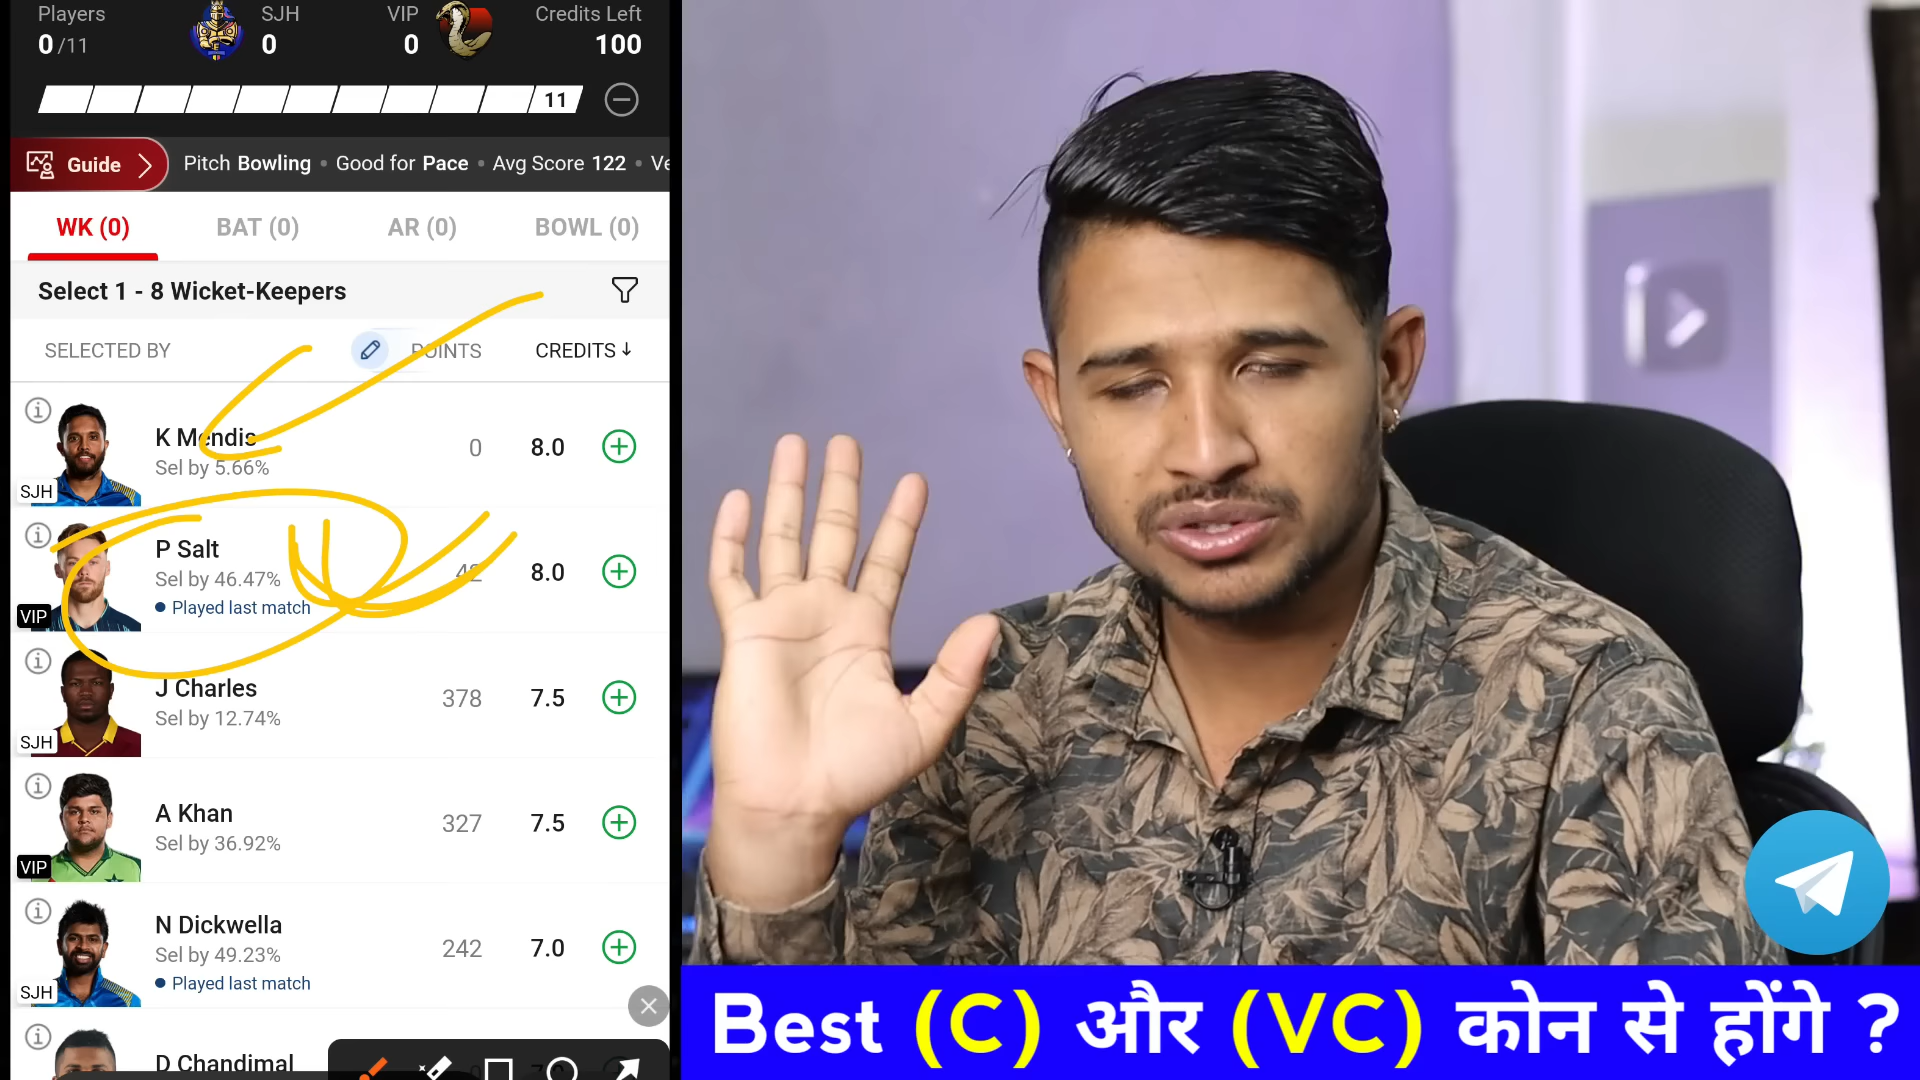 Players SJH VIP Credits Left
0/11 0 0 100
11
Guide Pitch Bowling • Good for Pace • Avg Score 122 •
WK (0) BAT (0) AR (0) BOWL (0)
Select 1 - 8 Wicket-Keepers
SELECTED BY POINTS CREDITS↓
K Mendis 0 8.0
Sel by 5.66%
SJH
P Salt 42 8.0
Sel by 46.47%
Played last match
VIP
J Charles 378 7.5
Sel by 12.74%
SJH
A Khan 327 7.5
Sel by 36.92%
VIP
N Dickwella 242 7.0
Sel by 49.23%
Played last match
SJH
D Chandimal
Best (C) और (VC) कोन से होंगे ?